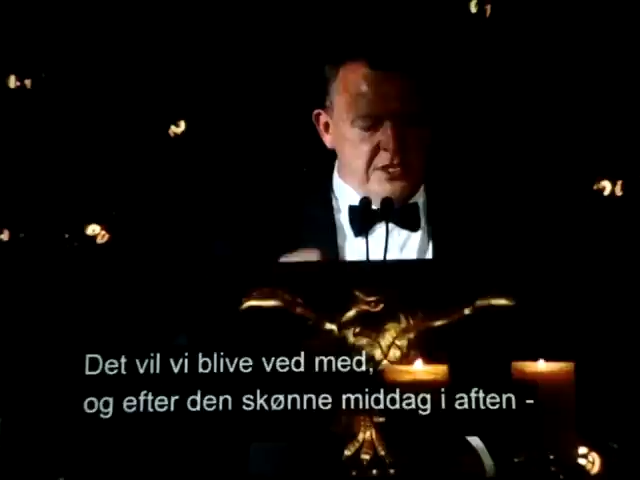 Det vil vi blive ved med,
og efter den skønne middag i aften -